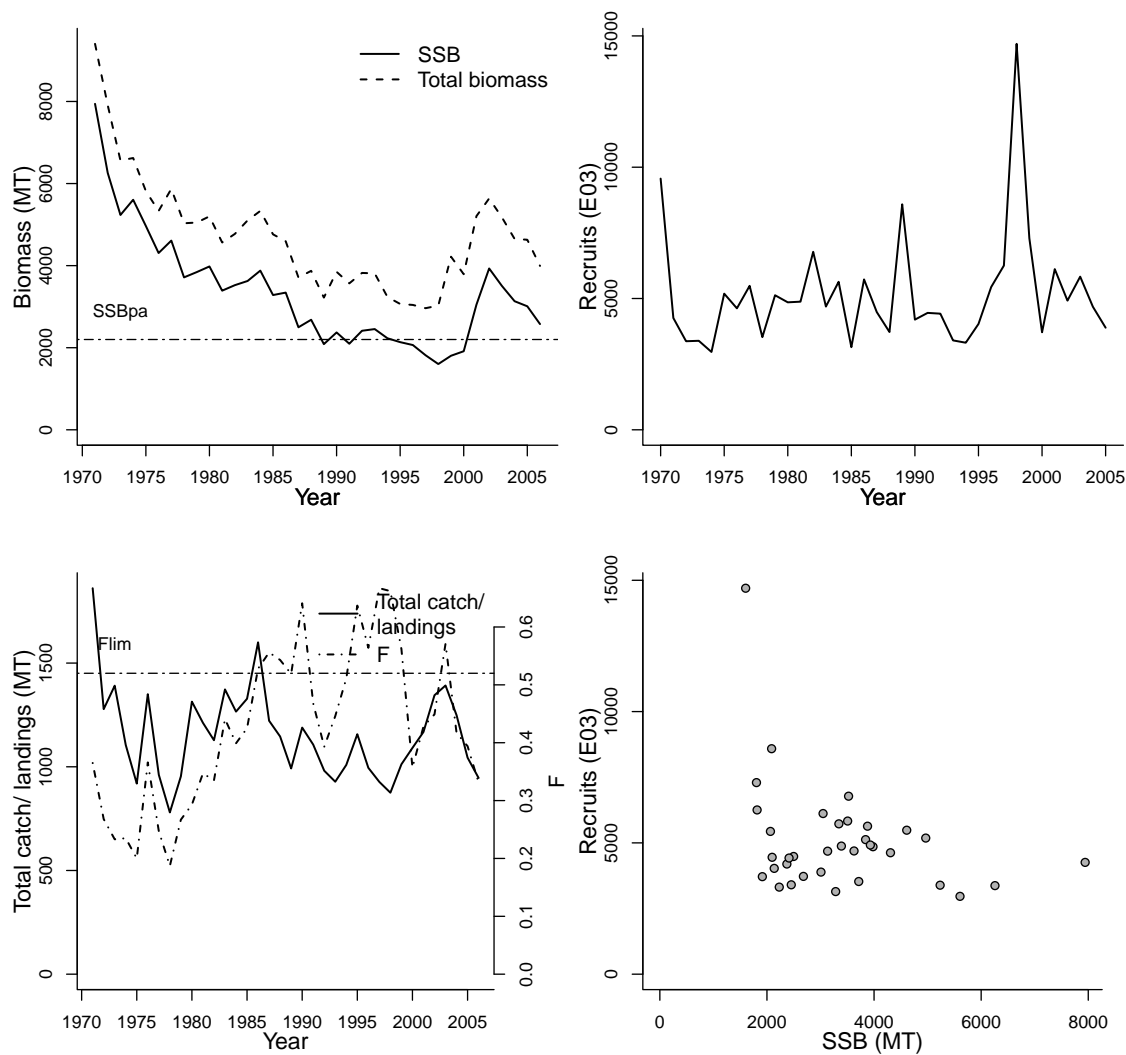 SSB
Total biomass
8000
6000
4000
2000
0
Biomass (MT)
SSBpa
1970 1975 1980 1985 1990 1995 2000 2005
Year
15000
10000
5000
0
Recruits (E03)
1970 1975 1980 1985 1990 1995 2000 2005
Year
Total catch/
landings
F
Flim
1500
1000
500
0
Total catch/ landings (MT)
0.6
0.5
0.4
0.3
0.2
0.1
0.0
F
1970 1975 1980 1985 1990 1995 2000 2005
Year
15000
10000
5000
0
Recruits (E03)
0 2000 4000 6000 8000
SSB (MT)